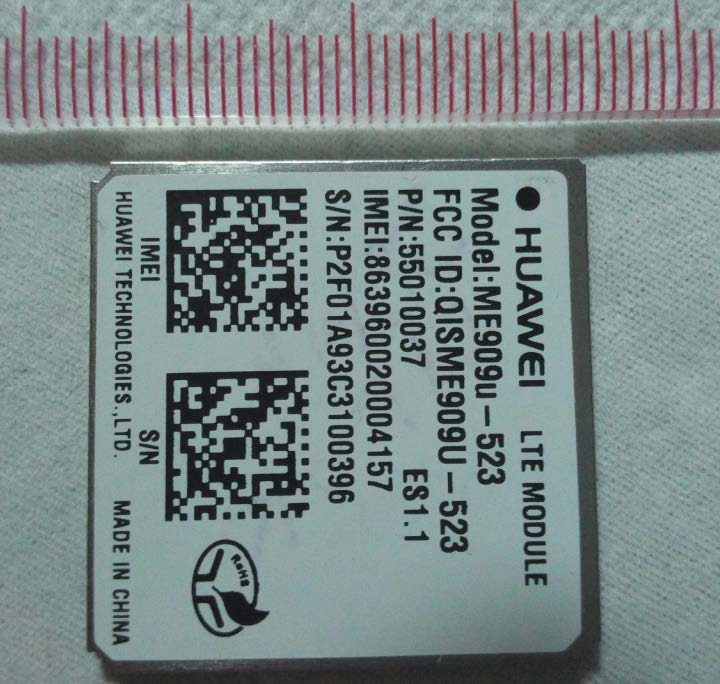 HUAWEI LTE MODULE
Model:ME909u-523
FCC ID:QISME909U-523
P/N:55010037 ES1.1
IMEI:863960020004157
S/N:P2F01A93C3100396
IMEI S/N
RoHS
HUAWEI TECHNOLOGIES.,LTD. MADE IN CHINA